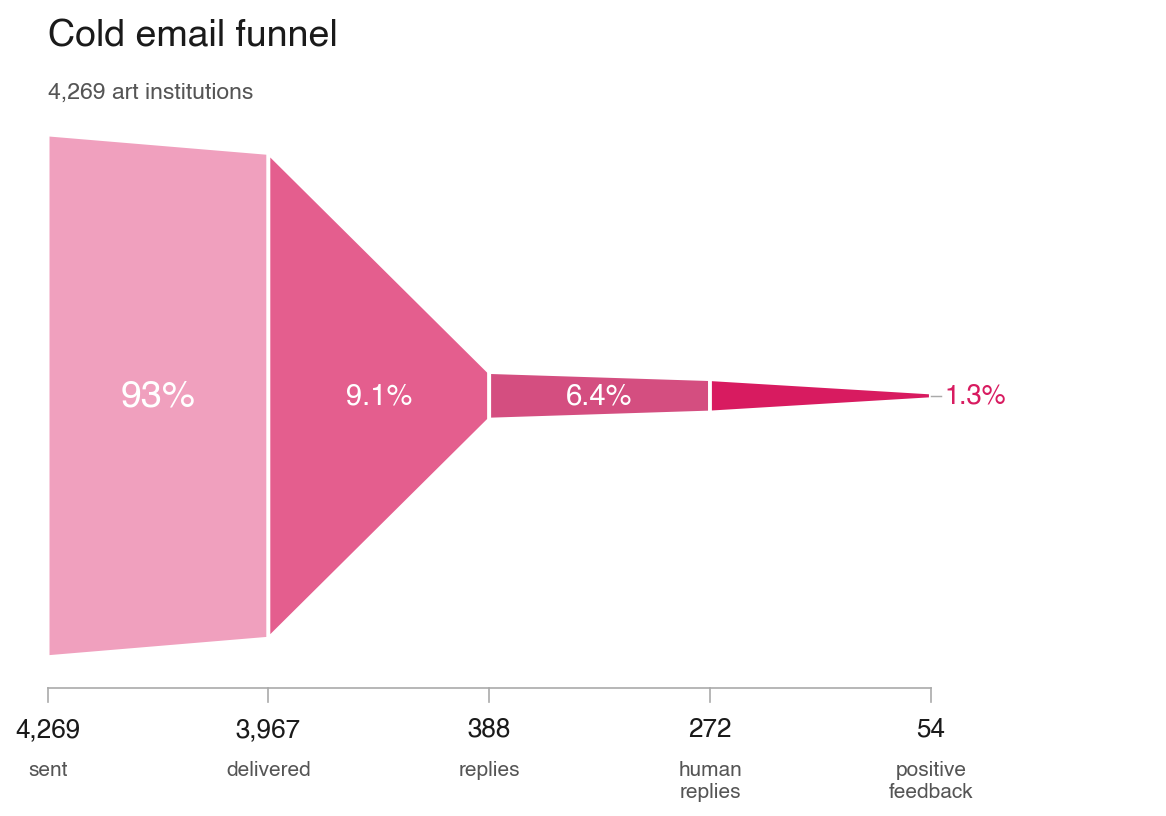 Cold email funnel
4,269 art institutions
93%
9.1%
6.4%
1.3%
4,269
3,967
388
272
54
sent
delivered
replies
human
replies
positive
feedback